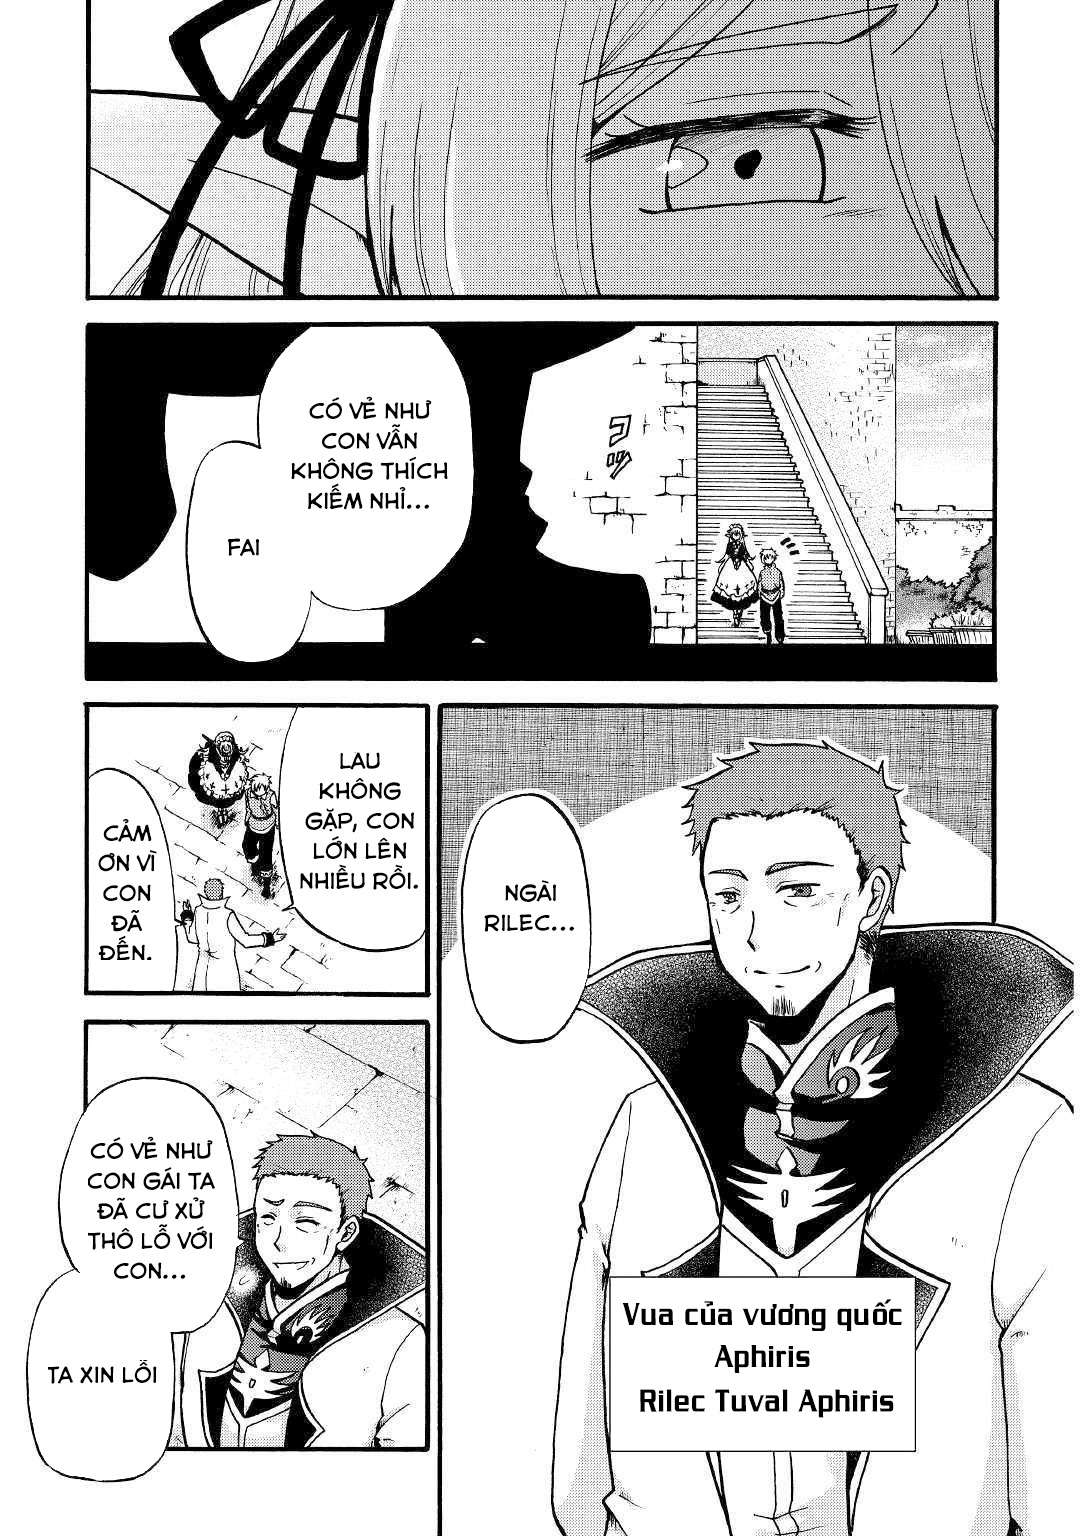 CÓ VẺ NHƯ
CON VẪN
KHÔNG THÍCH
KIẾM NHỈ...
FAI
コツ
NGÀI
RILEC...
Vua của vương quốc
Aphiris
Rilec Tuval Aphiris
LAU
KHÔNG
GẶP, CON
LỚN LÊN
NHIỀU RỒI.
CẢM
ƠN VÌ
CON
ĐÃ
ĐẾN.
CÓ VẺ NHƯ
CON GÁI TA
ĐÃ CƯ XỬ
THÔ LỖ VỚI
CON...
TA XIN LỖI